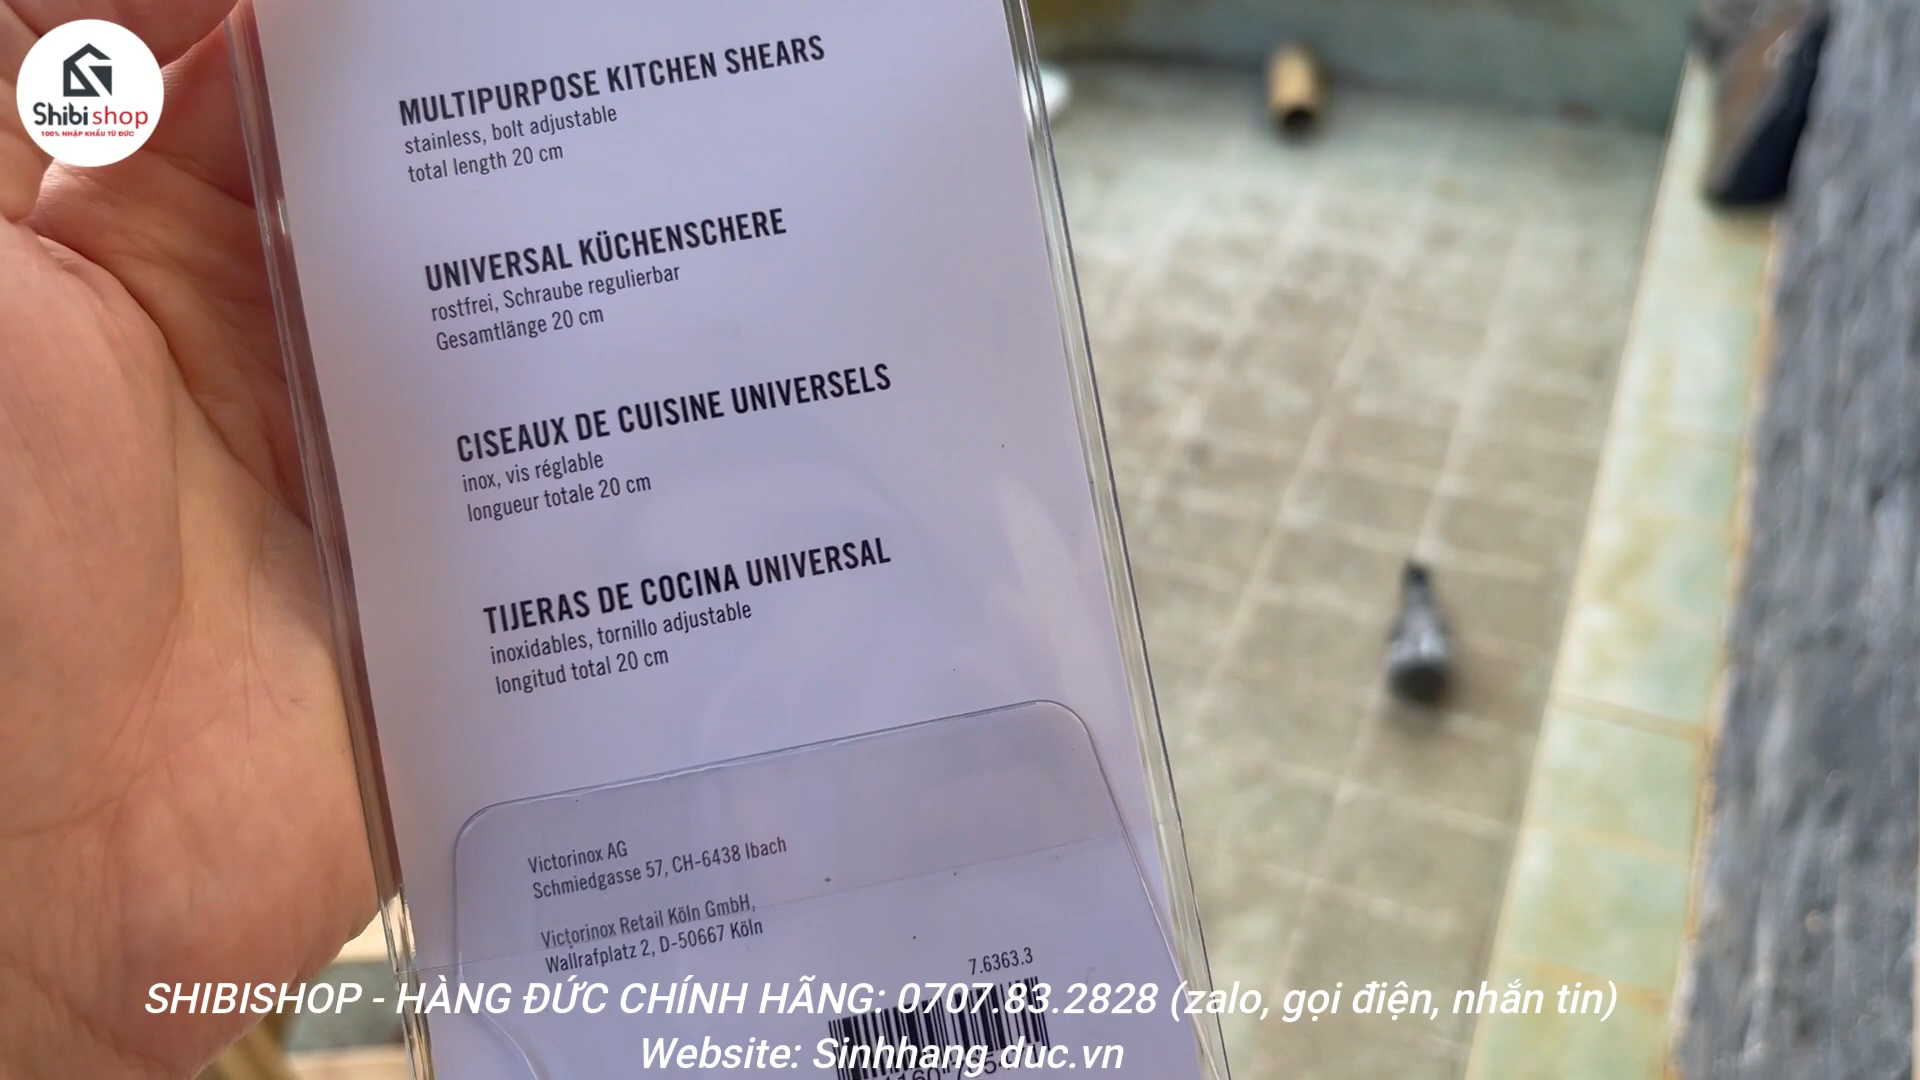 Shibi shop
100% NHẬP KHẨU TỪ ĐỨC
MULTIPURPOSE KITCHEN SHEARS
stainless, bolt adjustable
total length 20 cm
UNIVERSAL KÜCHENSCHERE
rostfrei, Schraube regulierbar
Gesamtlänge 20 cm
CISEAUX DE CUISINE UNIVERSELS
inox, vis réglable
longueur totale 20 cm
TIJERAS DE COCINA UNIVERSAL
inoxidables, tornillo adjustable
longitud total 20 cm
Victorinox AG
Schmiedgasse 57, CH-6438 Ibach
Victorinox Retail Köln GmbH,
Wallrafplatz 2, D-50667 Köln
7.6363.3
SHIBISHOP - HÀNG ĐỨC CHÍNH HÃNG: 0707.83.2828 (zalo, gọi điện, nhắn tin)
Website: Sinhhang.duc.vn